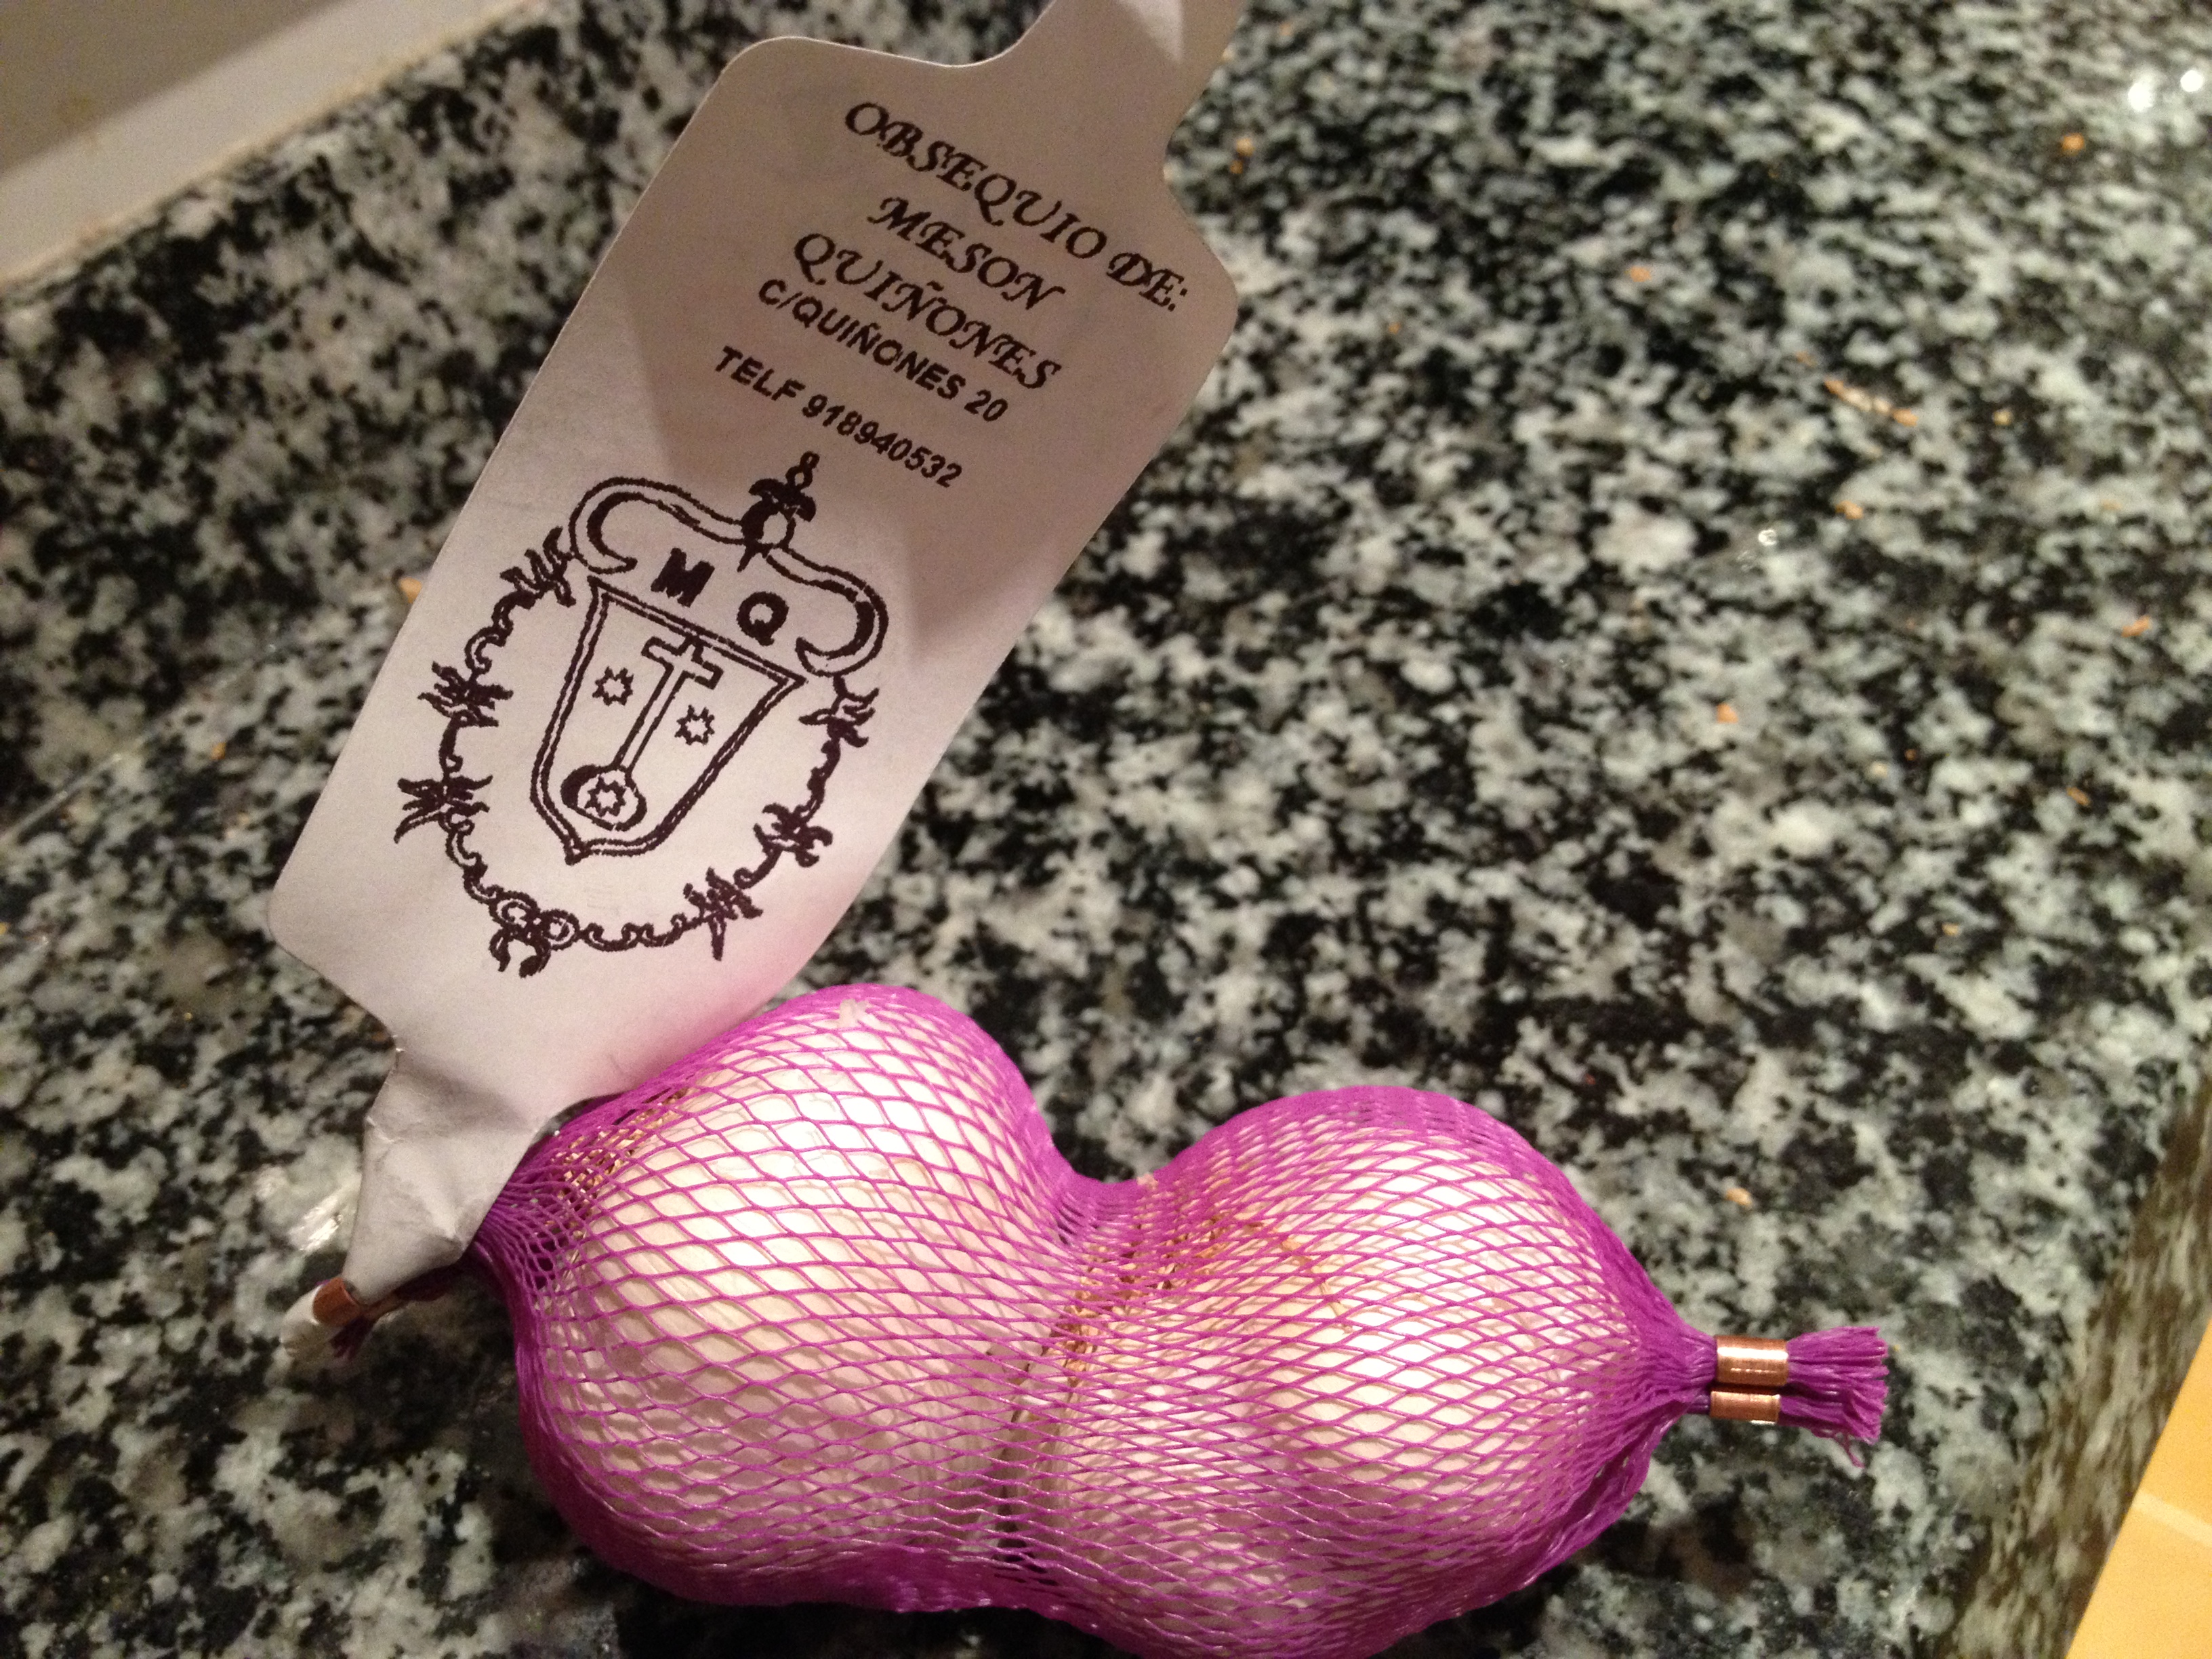 OBSEQUIO DE:
MESON
QUIÑONES
C/QUIÑONES 20
TELF 918940532
M Q